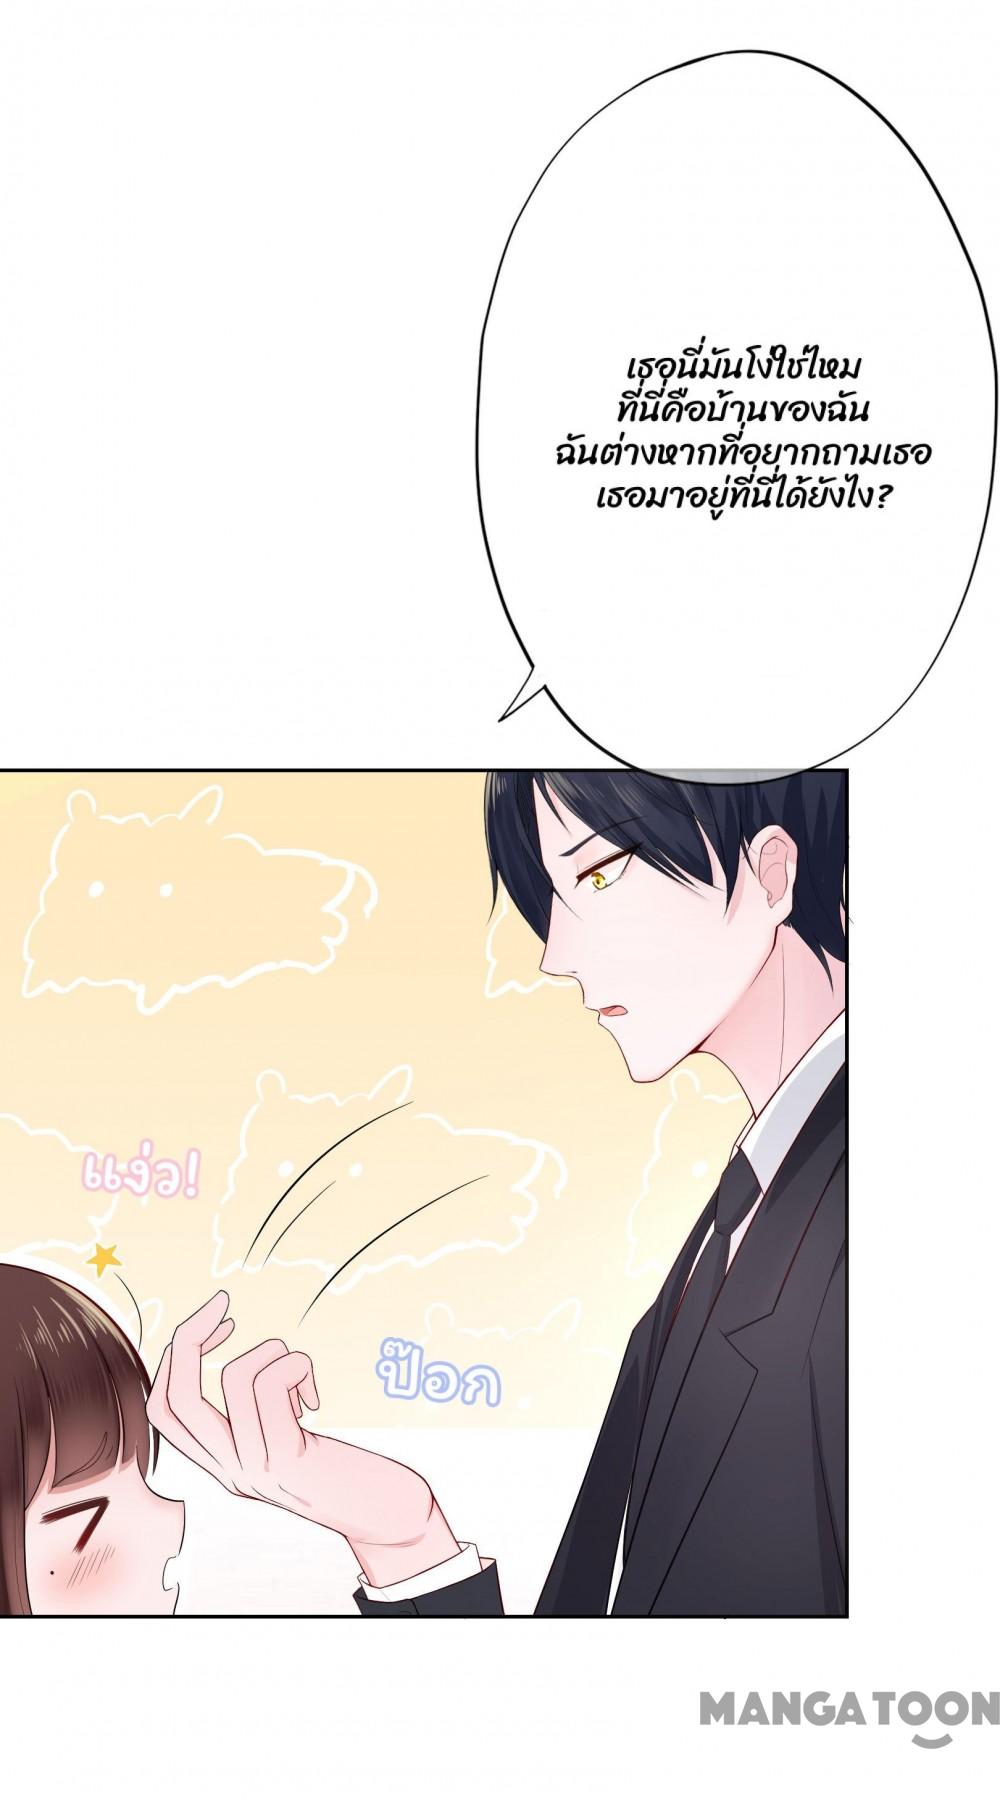 เธอนี่มันโง่ใช่ไหม
ที่นี่คือบ้านของฉัน
ฉันต่างหากที่อยากถามเธอ
เธอมาอยู่ที่นี่ได้ยังไง?
แง่ว!
ป๊อก
MANGATOON